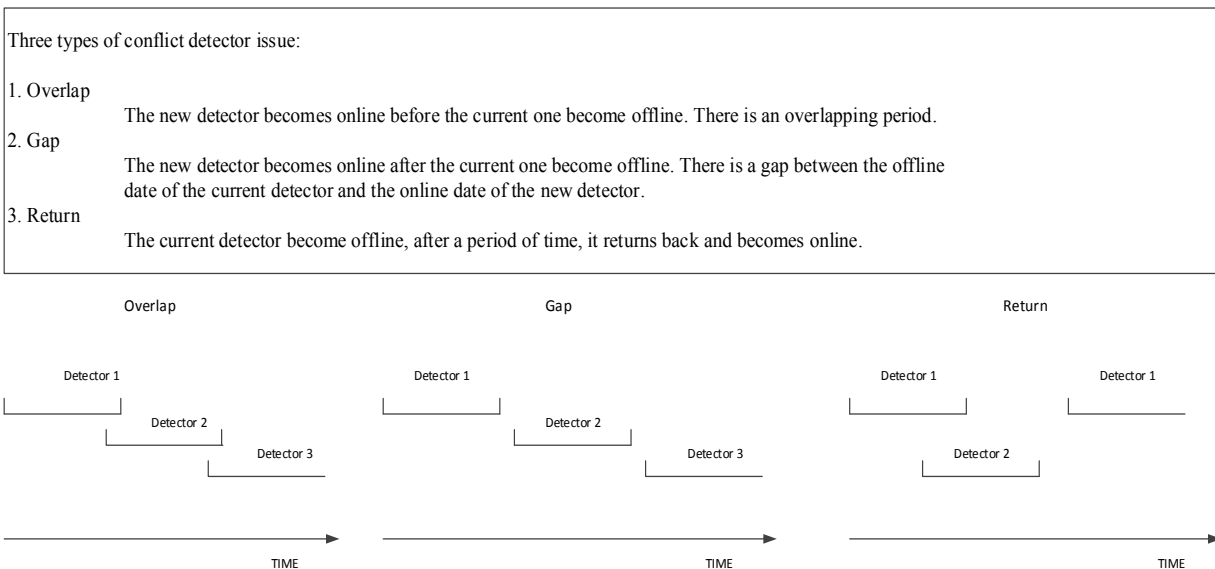 Three types of conflict detector issue:
1. Overlap
The new detector becomes online before the current one become offline. There is an overlapping period.
2. Gap
The new detector becomes online after the current one become offline. There is a gap between the offline
date of the current detector and the online date of the new detector.
3. Return
The current detector become offline, after a period of time, it returns back and becomes online.
Overlap
Detector 1
Detector 2
Detector 3
TIME
Gap
Detector 1
Detector 2
Detector 3
TIME
Return
Detector 1
Detector 1
Detector 2
TIME